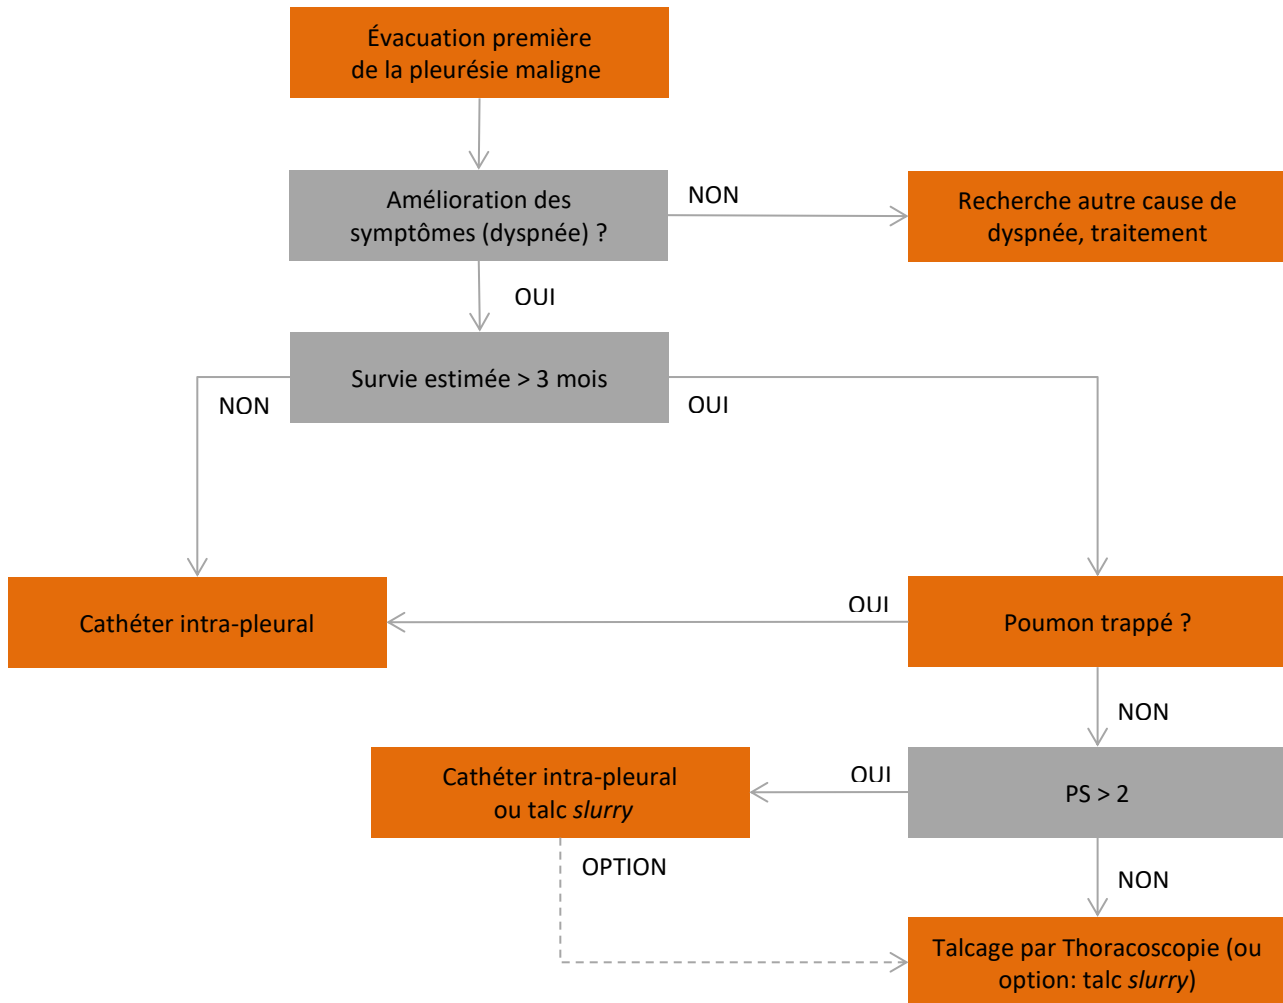 Évacuation première
de la pleurésie maligne
Amélioration des
symptômes (dyspnée) ?
NON
Recherche autre cause de
dyspnée, traitement
OUI
Survie estimée > 3 mois
NON
OUI
Cathéter intra-pleural
OUI
Poumon trappé ?
NON
Cathéter intra-pleural
ou talc slurry
OUI
PS > 2
OPTION
NON
Talcage par Thoracoscopie (ou
option: talc slurry)